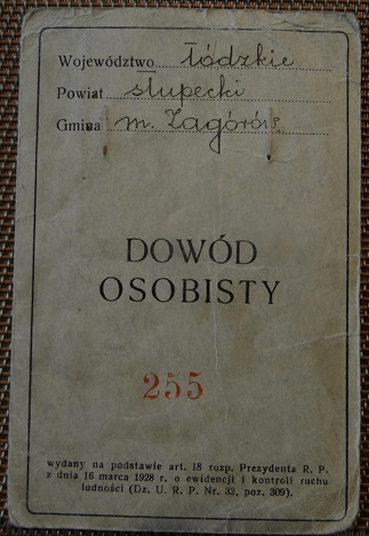 Województwo łódzkie
Powiat słupecki
Gmina m. Zagórów
DOWÓD
OSOBISTY
255
wydany na podstawie art. 18 rozp. Prezydenta R. P.
z dnia 16 marca 1928 r. o ewidencji i kontroli ruchu
ludności (Dz. U. R. P. Nr. 32, poz. 309).